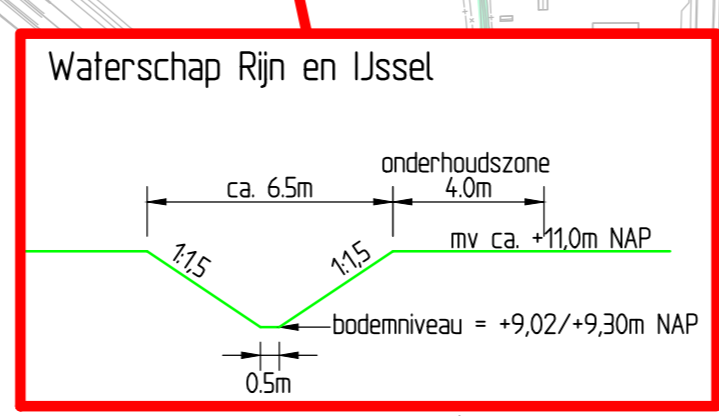 Waterschap Rijn en IJssel
onderhoudszone
ca. 6.5m
4.0m
mv ca. +11,0m NAP
1:1,5
1:1,5
bodemniveau = +9,02/+9,30m NAP
0.5m